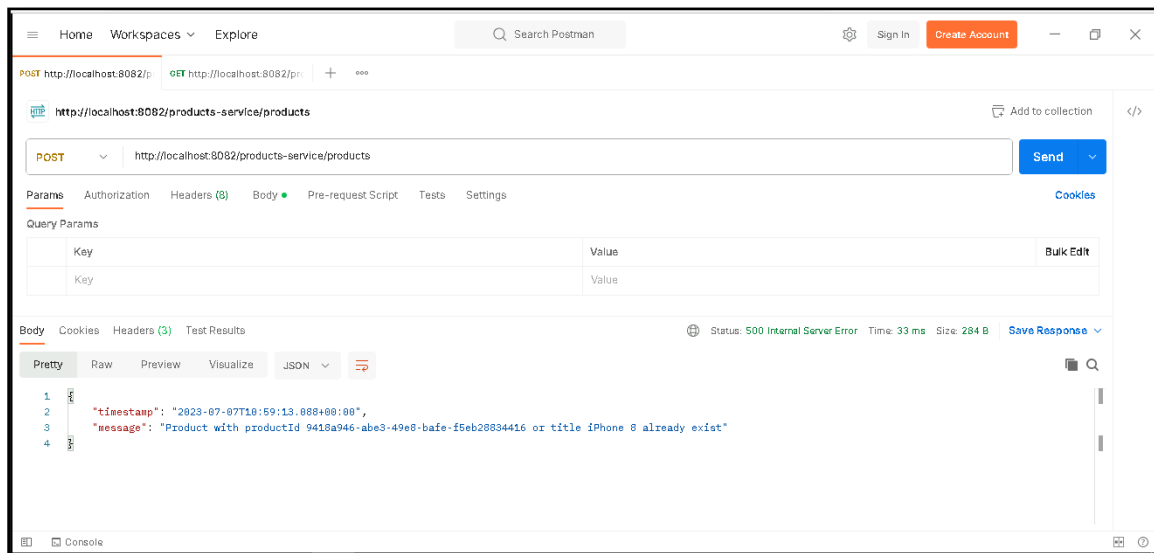 Home Workspaces Explore Search Postman Sign In Create Account
POST http://localhost:8082/p GET http://localhost:8082/pr
HTTP http://localhost:8082/products-service/products Add to collection </>
POST http://localhost:8082/products-service/products Send
Params Authorization Headers (8) Body Pre-request Script Tests Settings Cookies
Query Params
Key Value Bulk Edit
Key Value
Body Cookies Headers (3) Test Results Status: 500 Internal Server Error Time: 33 ms Size: 284 B Save Response
Pretty Raw Preview Visualize JSON
1 {
2 "timestamp": "2023-07-07T10:59:13.088+00:00",
3 "message": "Product with productId 9418a946-abe3-49e8-bafe-f5eb28834416 or title iPhone 8 already exist"
4 }
Console